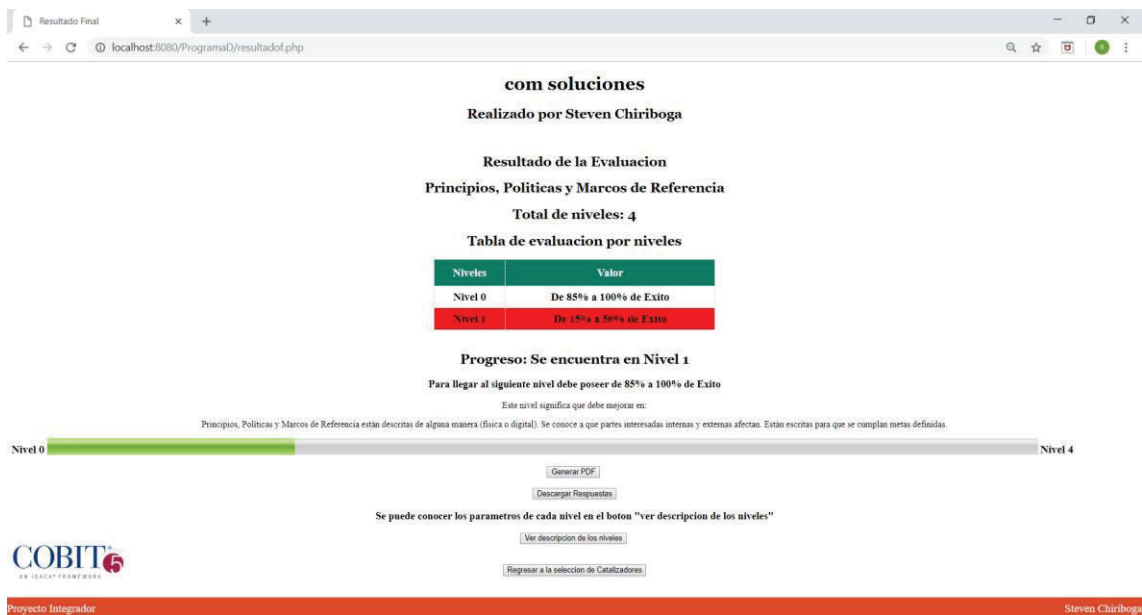 Resultado Final
localhost:8080/ProgramaD/resultadof.php
com soluciones
Realizado por Steven Chiriboga
Resultado de la Evaluacion
Principios, Politicas y Marcos de Referencia
Total de niveles: 4
Tabla de evaluacion por niveles
Niveles Valor
Nivel 0 De 85% a 100% de Exito
Nivel 1 De 15% a 50% de Exito
Progreso: Se encuentra en Nivel 1
Para llegar al siguiente nivel debe poseer de 85% a 100% de Exito
Este nivel significa que debe mejorar en:
Principios, Politicas y Marcos de Referencia están descritas de alguna manera (fisica o digital). Se conoce a que partes interesadas internas y externas afectan. Están escritas para que se cumplan metas definidas.
Nivel 0 Nivel 4
Generar PDF
Descargar Respuestas
Se puede conocer los parametros de cada nivel en el boton "ver descripcion de los niveles"
Ver descripcion de los niveles
COBIT 5
AN ISACA® FRAMEWORK
Regresar a la seleccion de Catalizadores
Proyecto Integrador Steven Chiriboga